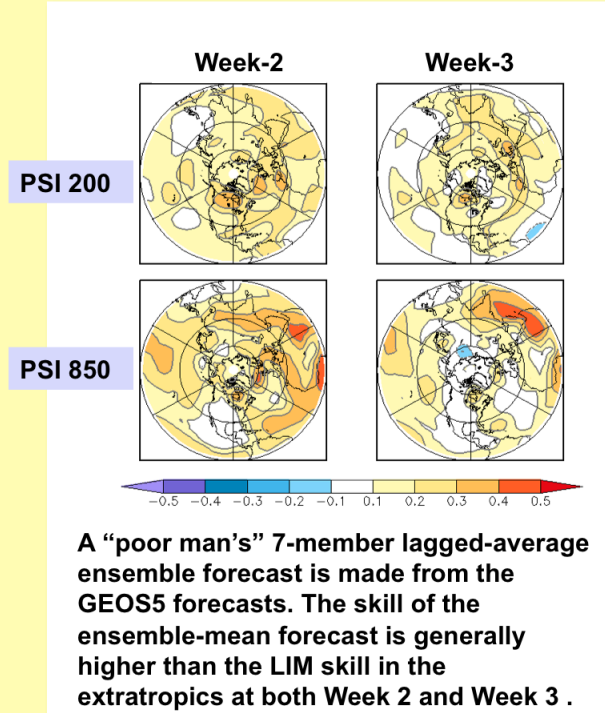 Week-2 Week-3
PSI 200
PSI 850
−0.5 −0.4 −0.3 −0.2 −0.1 0.1 0.2 0.3 0.4 0.5
A “poor man’s” 7-member lagged-average
ensemble forecast is made from the
GEOS5 forecasts. The skill of the
ensemble-mean forecast is generally
higher than the LIM skill in the
extratropics at both Week 2 and Week 3 .